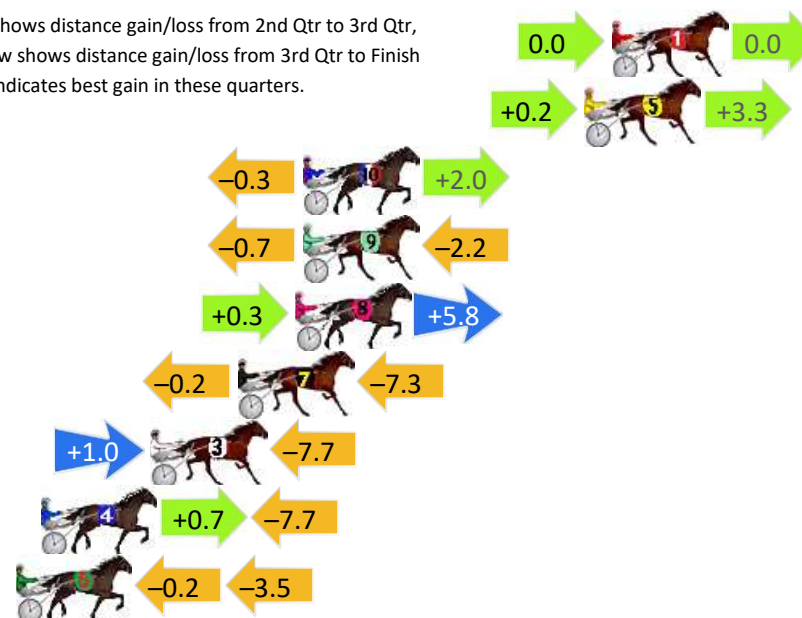 hows distance gain/loss from 2nd Qtr to 3rd Qtr,
w shows distance gain/loss from 3rd Qtr to Finish
ndicates best gain in these quarters.
0.0 1 0.0
+0.2 5 +3.3
–0.3 10 +2.0
–0.7 9 –2.2
+0.3 8 +5.8
–0.2 7 –7.3
+1.0 3 –7.7
4 +0.7 –7.7
–0.2 –3.5